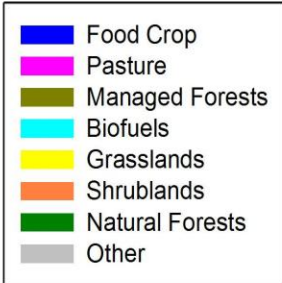 Food Crop
Pasture
Managed Forests
Biofuels
Grasslands
Shrublands
Natural Forests
Other